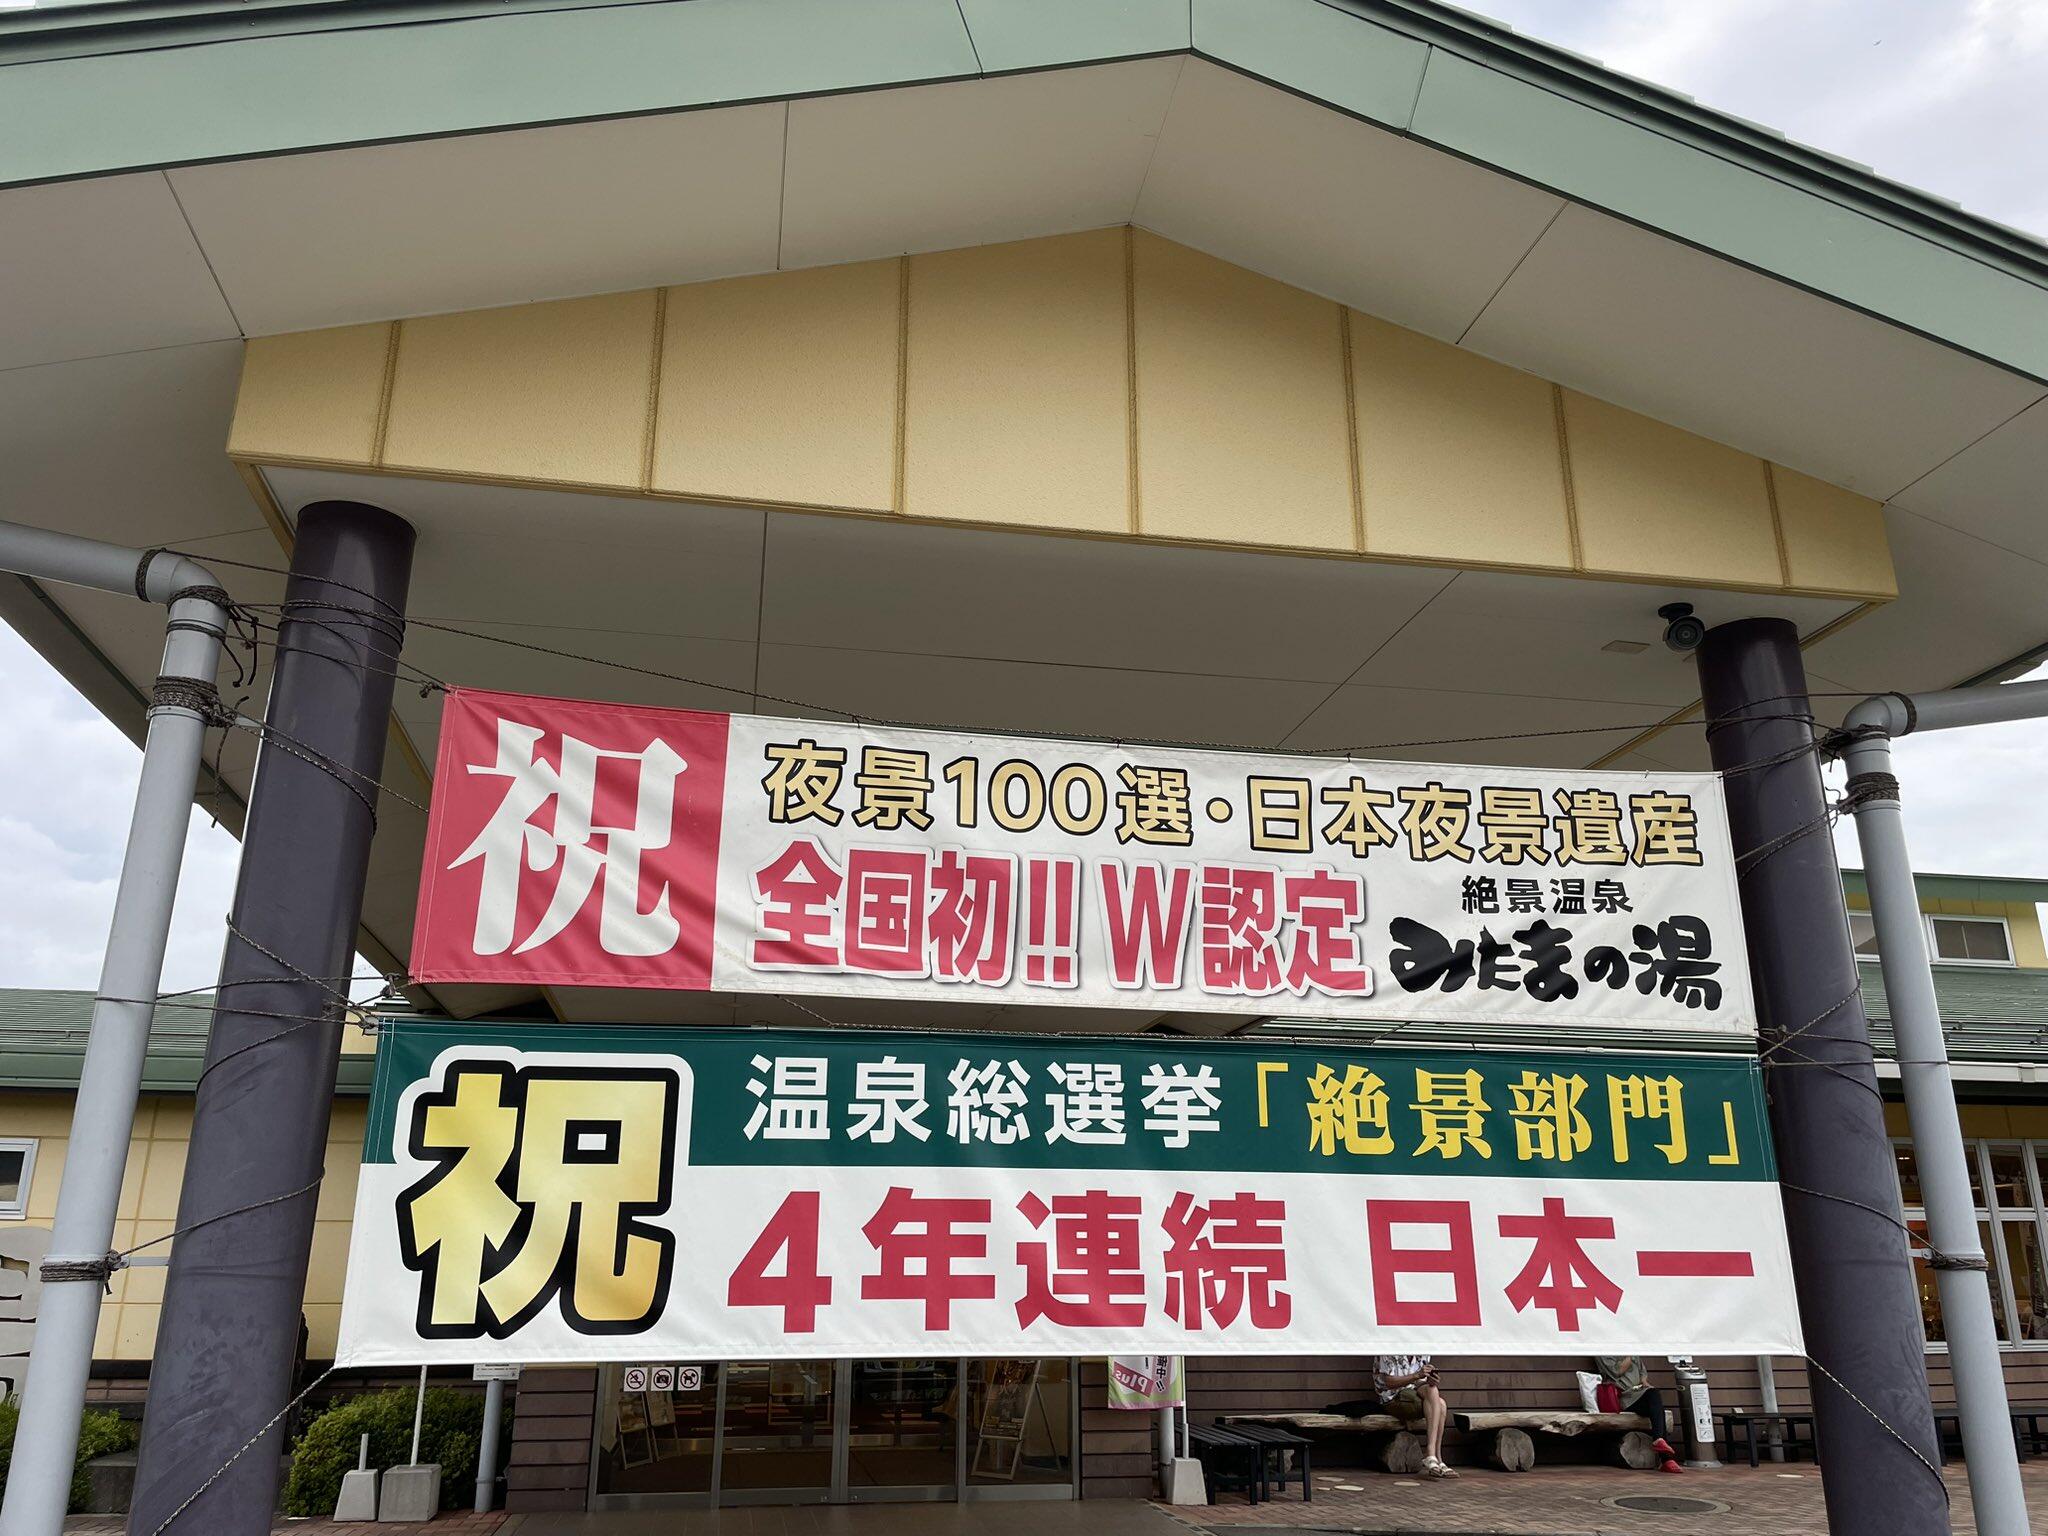 祝
夜景100選・日本夜景遺産
全国初!! W認定
絶景温泉
みたまの湯
祝
温泉総選挙「絶景部門」
4年連続 日本一
Plus